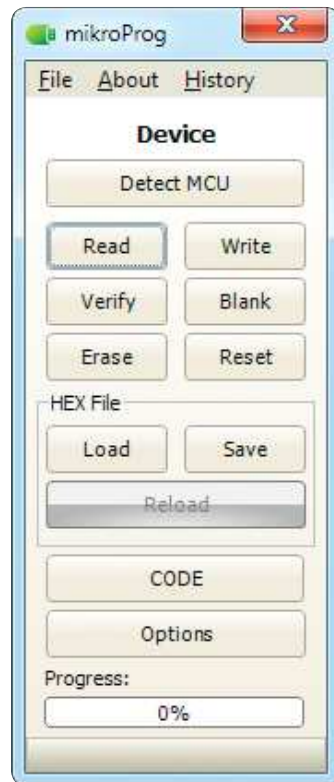 mikroProg
File About History
Device
Detect MCU
Read Write
Verify Blank
Erase Reset
HEX File
Load Save
Reload
CODE
Options
Progress:
0%